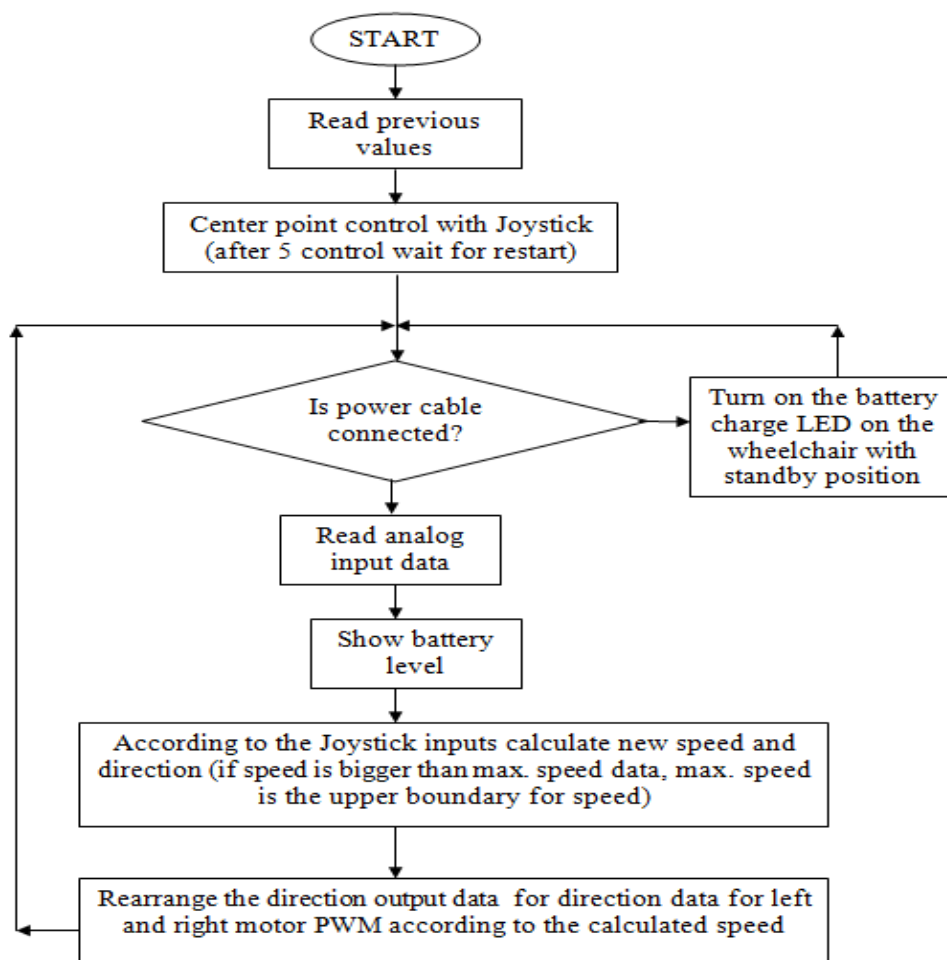 START
Read previous
values
Center point control with Joystick
(after 5 control wait for restart)
Is power cable
connected?
Turn on the battery
charge LED on the
wheelchair with
standby position
Read analog
input data
Show battery
level
According to the Joystick inputs calculate new speed and
direction (if speed is bigger than max. speed data, max. speed
is the upper boundary for speed)
Rearrange the direction output data for direction data for left
and right motor PWM according to the calculated speed